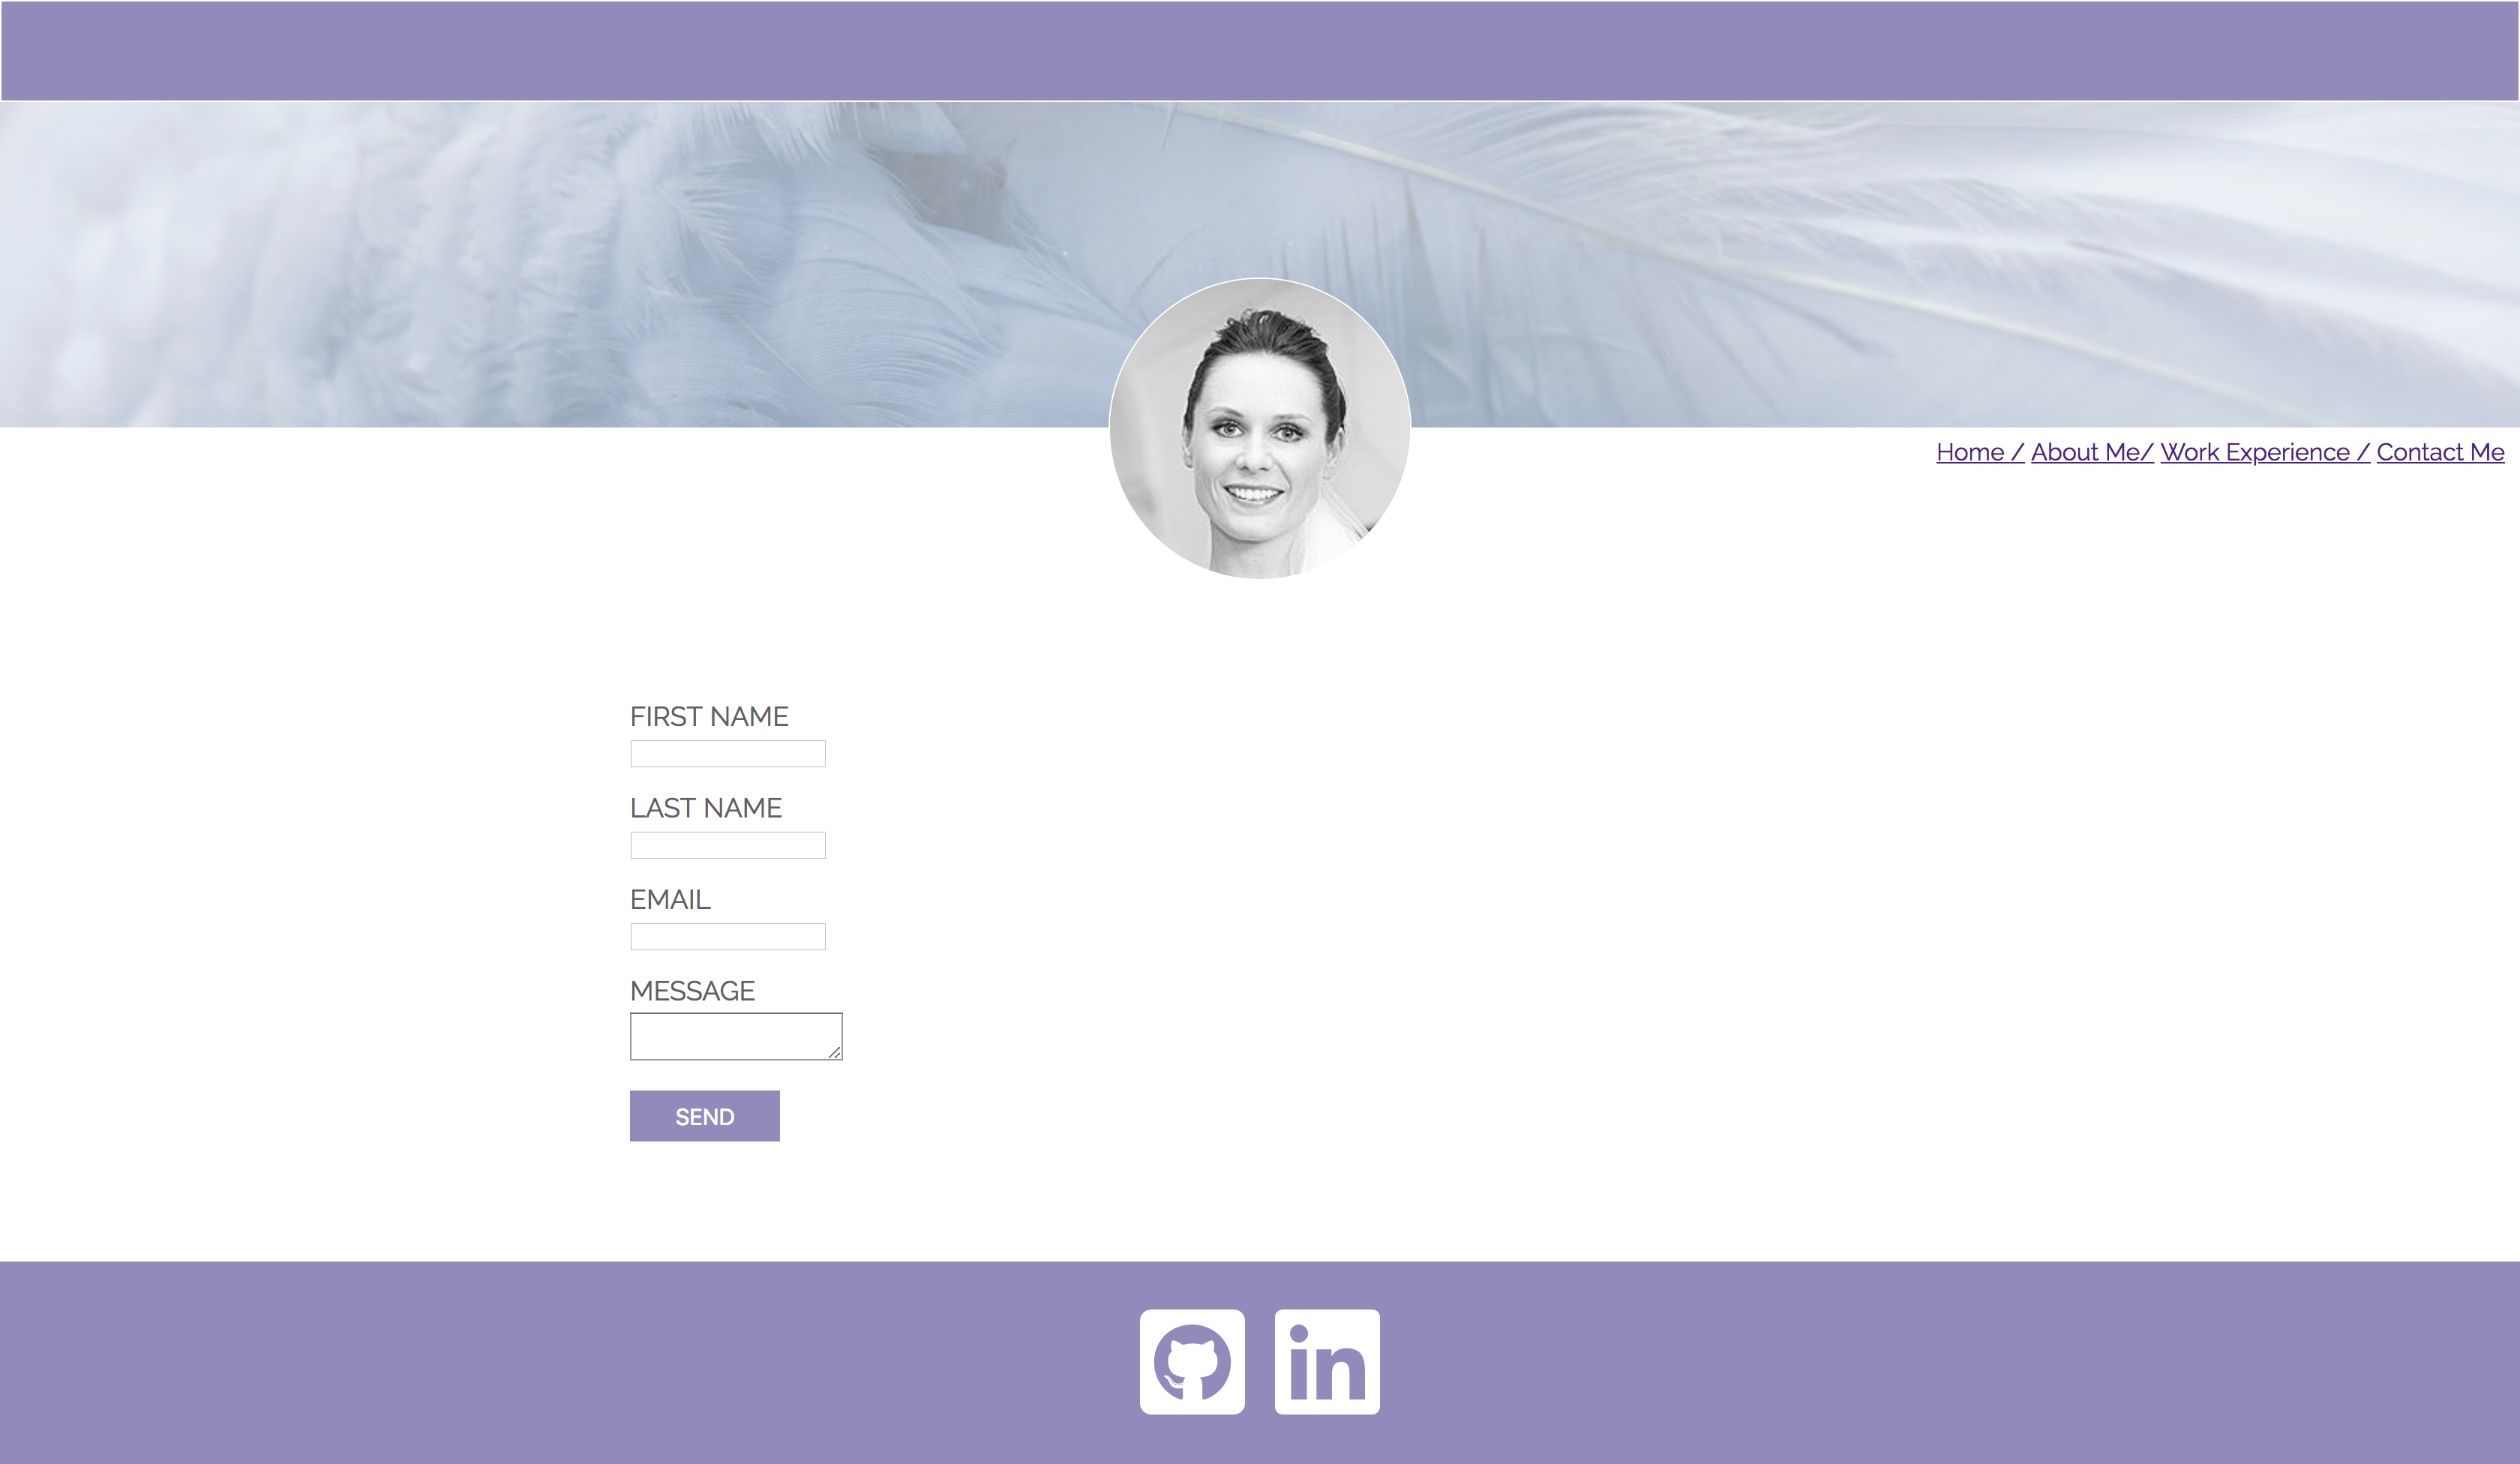 Home / About Me/ Work Experience / Contact Me
FIRST NAME
LAST NAME
EMAIL
MESSAGE
SEND
in